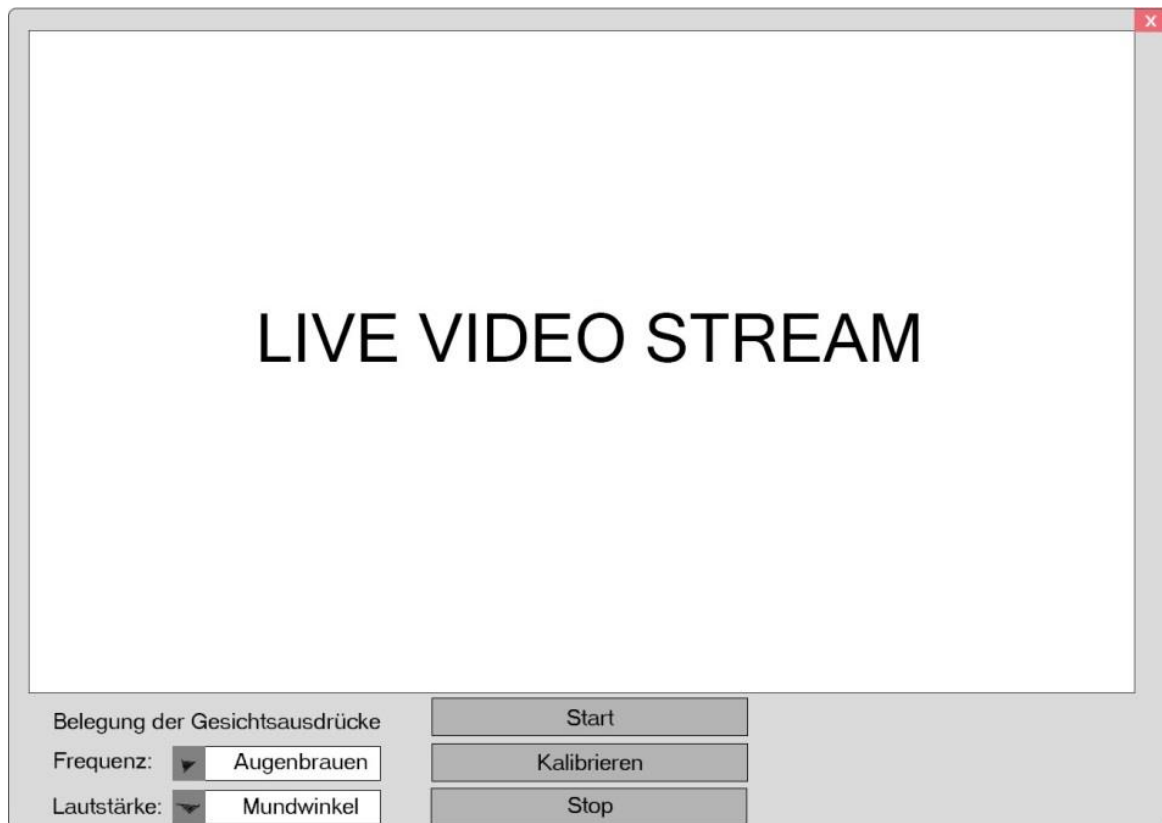 X
LIVE VIDEO STREAM
Belegung der Gesichtsausdrücke
Frequenz: Augenbrauen
Lautstärke: Mundwinkel
Start
Kalibrieren
Stop